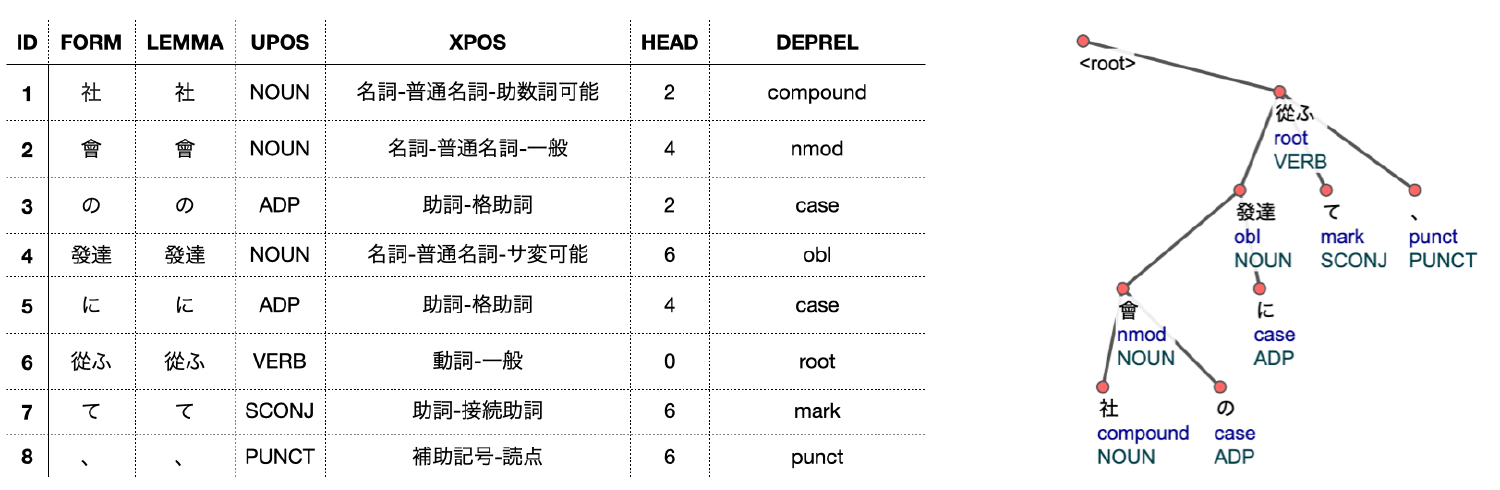 ID FORM LEMMA UPOS XPOS HEAD DEPREL
1 社 社 NOUN 名詞-普通名詞-助数詞可能 2 compound
2 會 會 NOUN 名詞-普通名詞-一般 4 nmod
3 の の ADP 助詞-格助詞 2 case
4 發達 發達 NOUN 名詞-普通名詞-サ変可能 6 obl
5 に に ADP 助詞-格助詞 4 case
6 從ふ 從ふ VERB 動詞-一般 0 root
7 て て SCONJ 助詞-接続助詞 6 mark
8 、 、 PUNCT 補助記号-読点 6 punct
<root>
從ふ
root
VERB
發達 て 、
obl mark punct
NOUN SCONJ PUNCT
會 に
nmod case
NOUN ADP
社 の
compound case
NOUN ADP